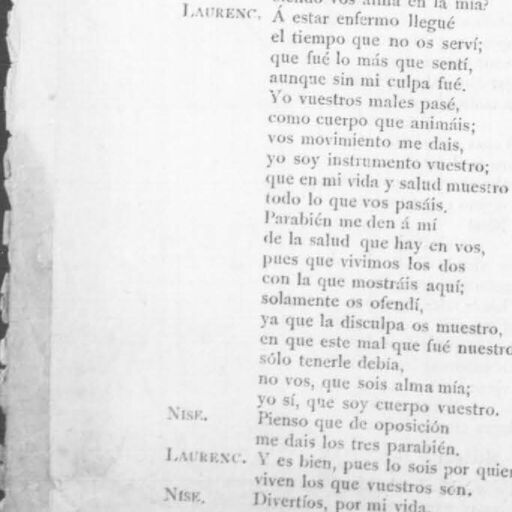 siendo vos alma en la mía?
LAURENC. Á estar enfermo llegué
el tiempo que no os serví;
que fué lo más que sentí,
aunque sin mi culpa fué.
Yo vuestros males pasé,
como cuerpo que animáis;
vos movimiento me dais,
yo soy instrumento vuestro;
que en mi vida y salud muestro
todo lo que vos pasáis.
Parabién me den á mí
de la salud que hay en vos,
pues que vivimos los dos
con la que mostráis aquí;
solamente os ofendí,
ya que la disculpa os muestro,
en que este mal que fué nuestro
sólo tenerle debía,
no vos, que sois alma mía;
yo sí, que soy cuerpo vuestro.
NISE. Pienso que de oposición
me dais los tres parabién.
LAURENC. Y es bien, pues lo sois por quien
viven los que vuestros son.
NISE. Divertíos, por mi vida,